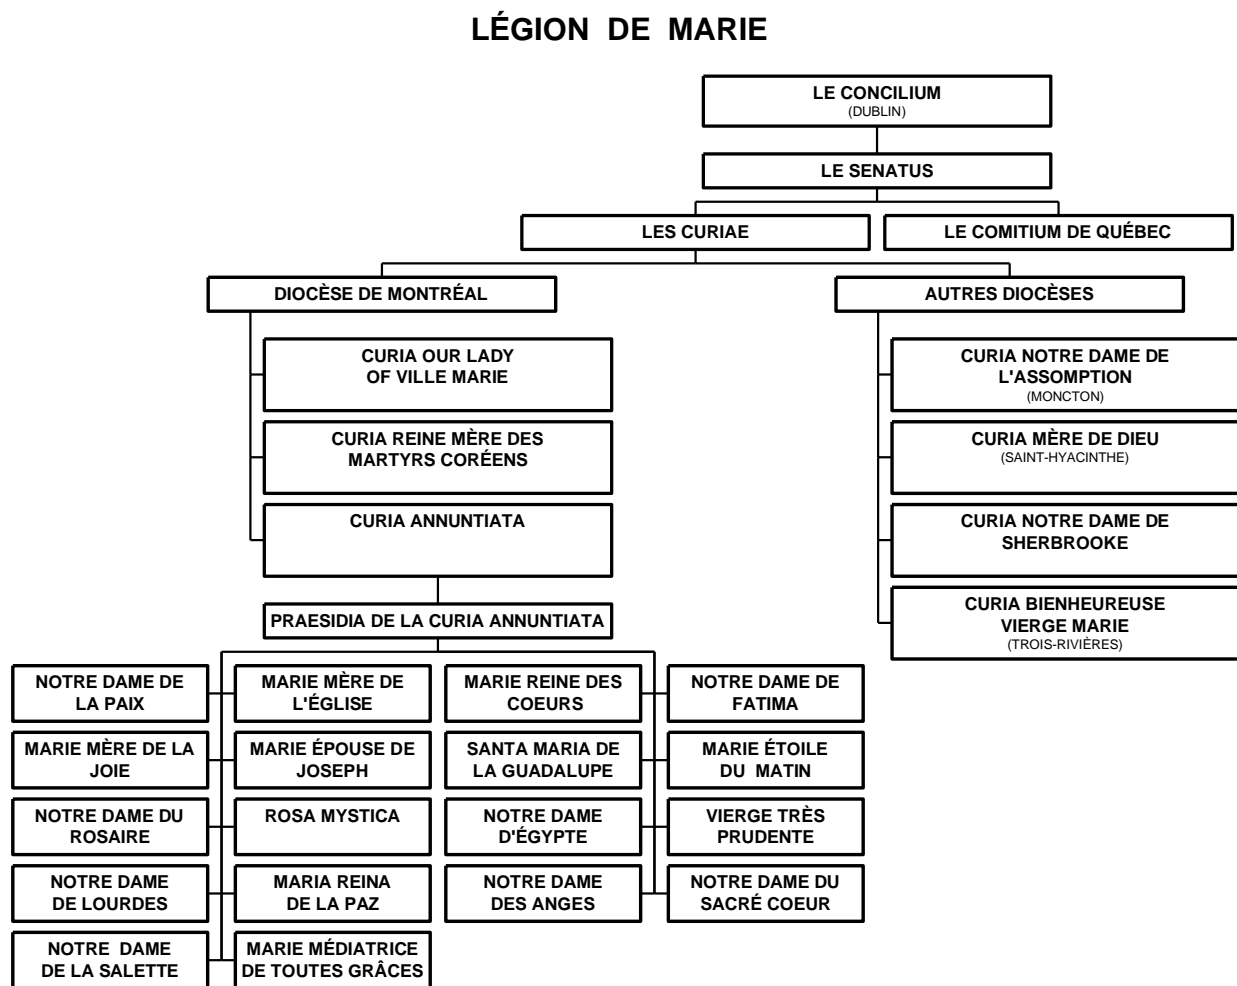 LÉGION DE MARIE
LE CONCILIUM
(DUBLIN)
LE SENATUS
LES CURIAE
LE COMITIUM DE QUÉBEC
DIOCÈSE DE MONTRÉAL
AUTRES DIOCÈSES
CURIA OUR LADY
OF VILLE MARIE
CURIA REINE MÈRE DES
MARTYRS CORÉENS
CURIA ANNUNTIATA
CURIA NOTRE DAME DE
L'ASSOMPTION
(MONCTON)
CURIA MÈRE DE DIEU
(SAINT-HYACINTHE)
CURIA NOTRE DAME DE
SHERBROOKE
CURIA BIENHEUREUSE
VIERGE MARIE
(TROIS-RIVIÈRES)
PRAESIDIA DE LA CURIA ANNUNTIATA
NOTRE DAME DE
LA PAIX
MARIE MÈRE DE
L'ÉGLISE
MARIE REINE DES
COEURS
NOTRE DAME DE
FATIMA
MARIE MÈRE DE LA
JOIE
MARIE ÉPOUSE DE
JOSEPH
SANTA MARIA DE
LA GUADALUPE
MARIE ÉTOILE
DU MATIN
NOTRE DAME DU
ROSAIRE
ROSA MYSTICA
NOTRE DAME
D'ÉGYPTE
VIERGE TRÈS
PRUDENTE
NOTRE DAME
DE LOURDES
MARIA REINA
DE LA PAZ
NOTRE DAME
DES ANGES
NOTRE DAME DU
SACRÉ COEUR
NOTRE DAME
DE LA SALETTE
MARIE MÉDIATRICE
DE TOUTES GRÂCES